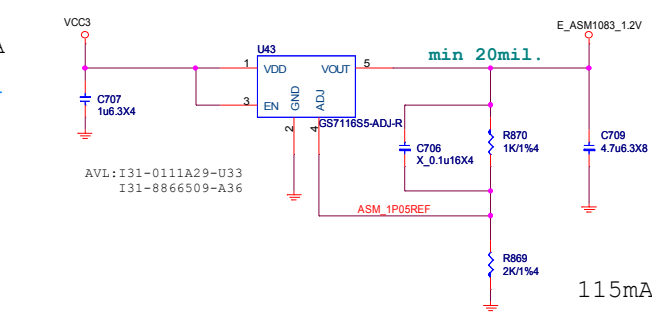 VCC3
E_ASM1083_1.2V
A
U43
min 20mil.
1
VDD
VOUT
5
3
EN
GND
ADJ
2
4
GS7116S5-ADJ-R
C707
1u6.3X4
C706
X_0.1u16X4
R870
1K/1%4
C709
4.7u6.3X8
AVL:I31-0111A29-U33
I31-8866509-A36
ASM_1P05REF
R869
2K/1%4
115mA